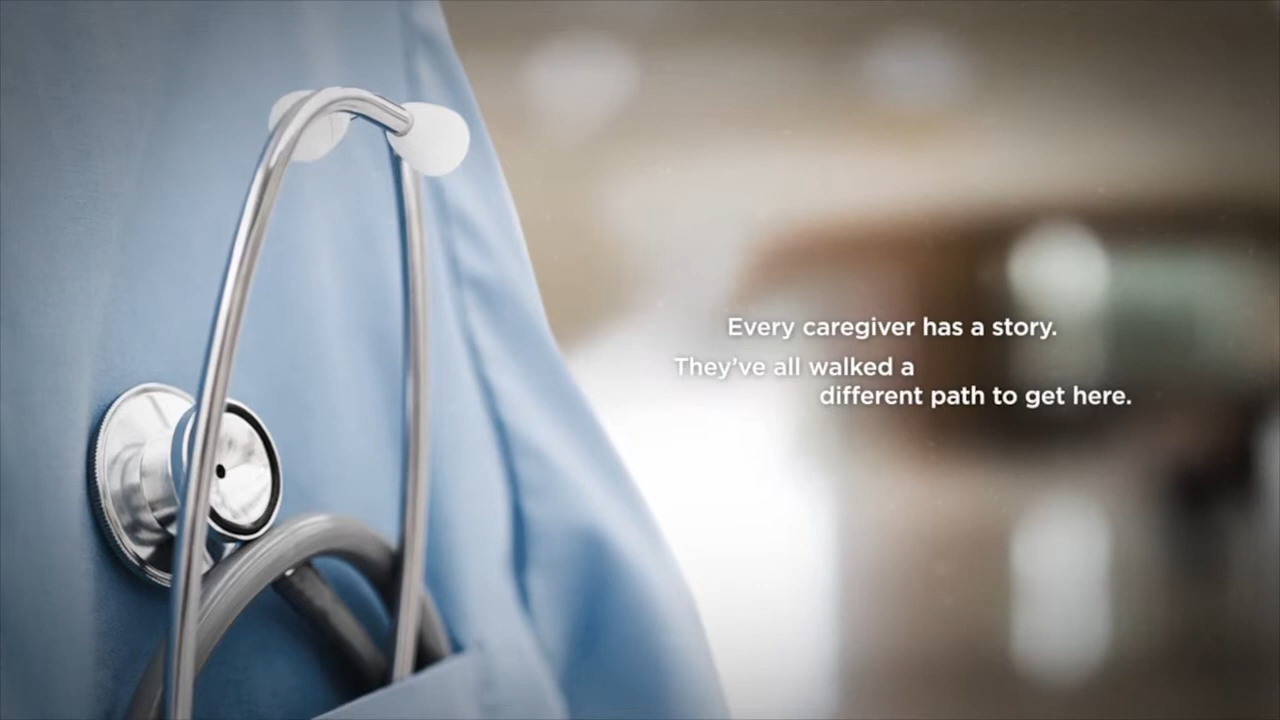 Every caregiver has a story.
They’ve all walked a
different path to get here.